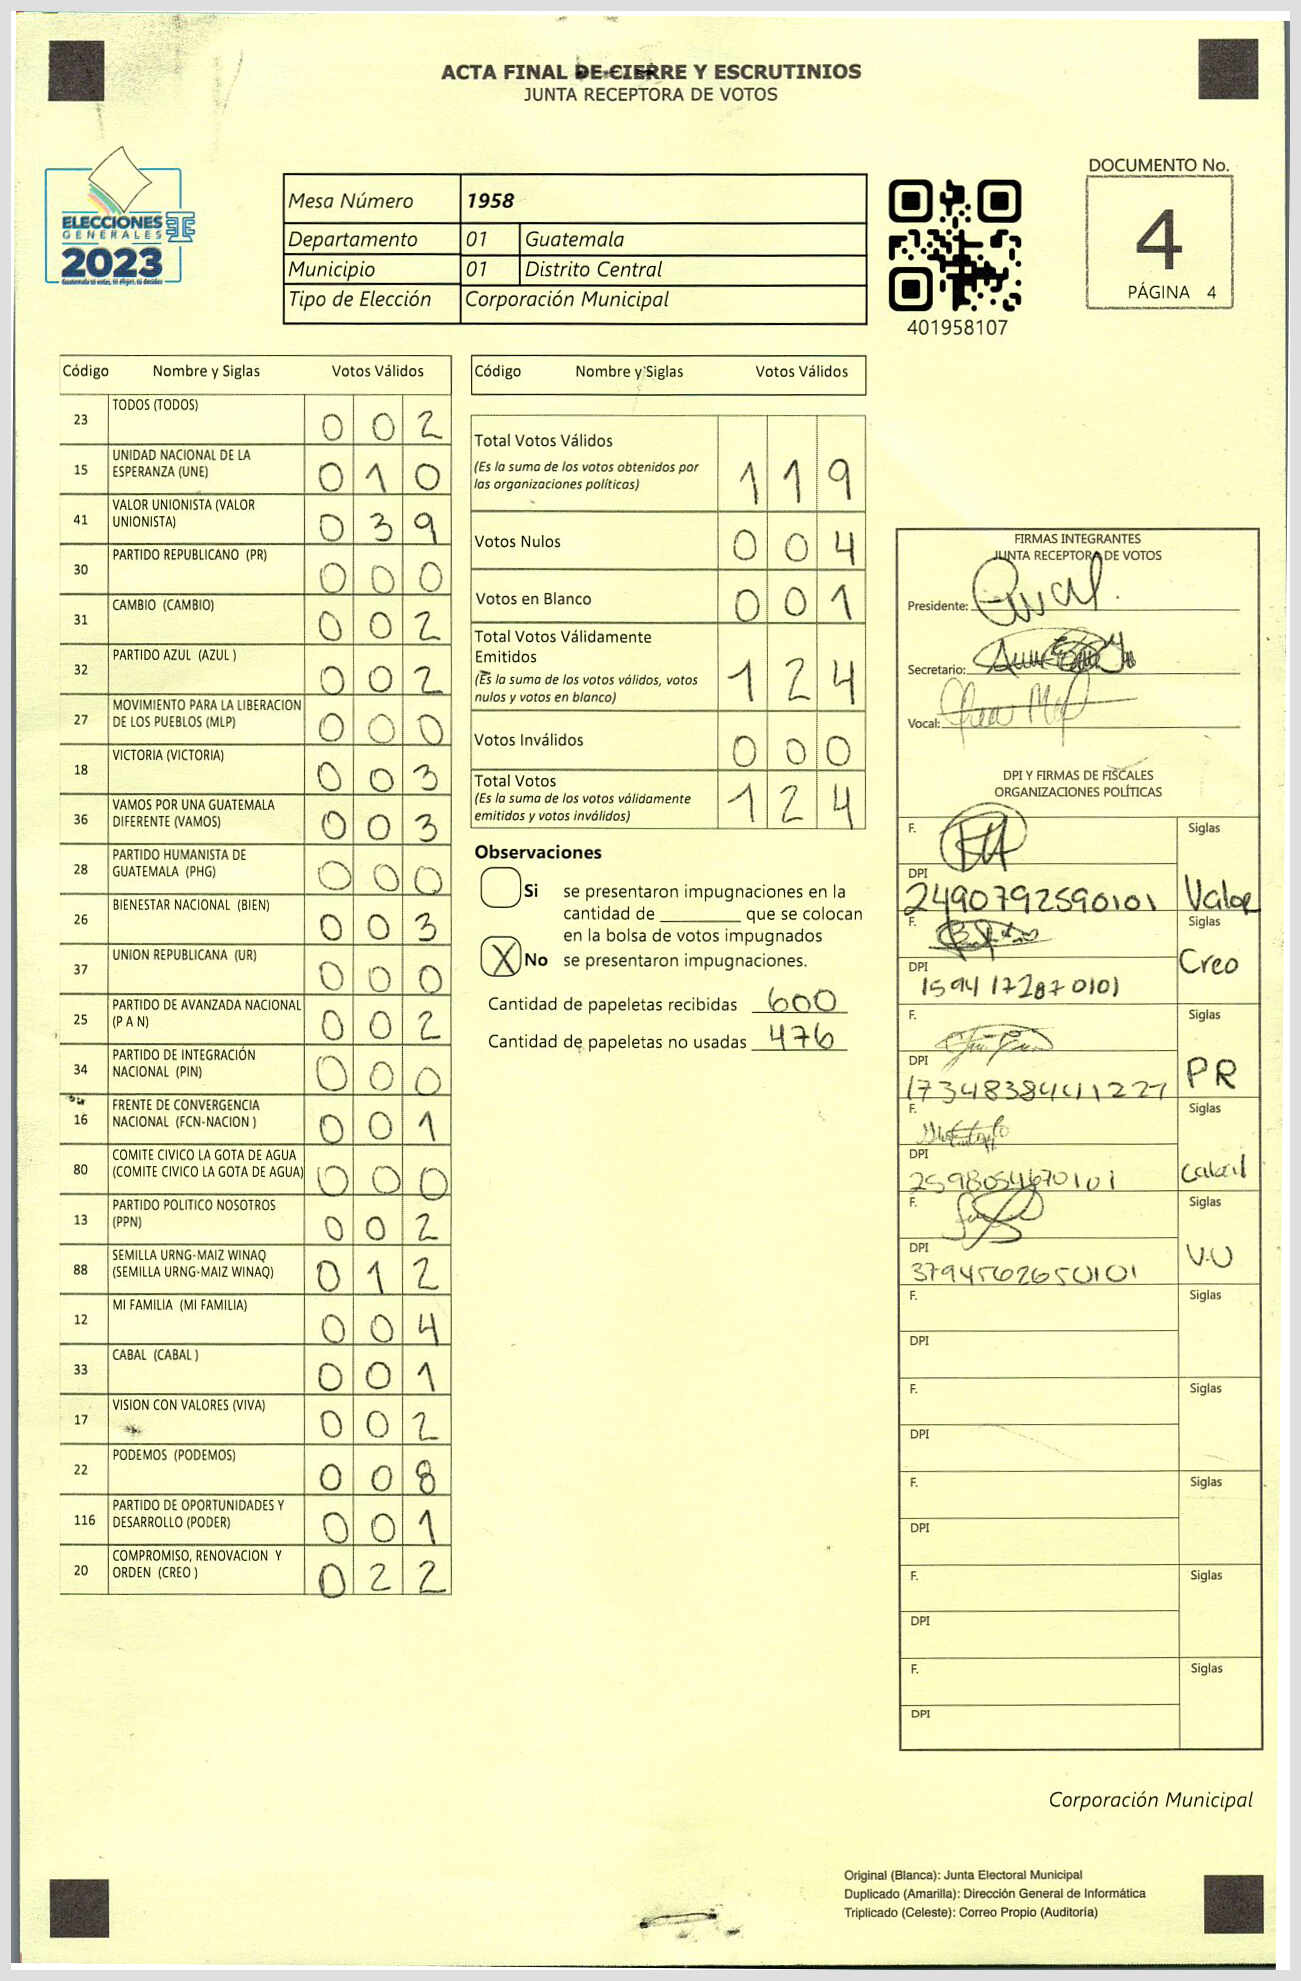 ACTA FINAL DE CIERRE Y ESCRUTINIOS
JUNTA RECEPTORA DE VOTOS
ELECCIONES
GENERALES
2023
Mesa Número 1958
Departamento 01 Guatemala
Municipio 01 Distrito Central
Tipo de Elección Corporación Municipal
401958107
DOCUMENTO No.
4
PÁGINA 4
Código Nombre y Siglas Votos Válidos
23 TODOS (TODOS) 0 0 2
15 UNIDAD NACIONAL DE LA
ESPERANZA (UNE) 0 1 0
41 VALOR UNIONISTA (VALOR
UNIONISTA) 0 3 9
30 PARTIDO REPUBLICANO (PR) 0 0 0
31 CAMBIO (CAMBIO) 0 0 2
32 PARTIDO AZUL (AZUL ) 0 0 2
27 MOVIMIENTO PARA LA LIBERACION
DE LOS PUEBLOS (MLP) 0 0 0
18 VICTORIA (VICTORIA) 0 0 3
36 VAMOS POR UNA GUATEMALA
DIFERENTE (VAMOS) 0 0 3
28 PARTIDO HUMANISTA DE
GUATEMALA (PHG) 0 0 0
26 BIENESTAR NACIONAL (BIEN) 0 0 3
37 UNION REPUBLICANA (UR) 0 0 0
25 PARTIDO DE AVANZADA NACIONAL
(P A N) 0 0 2
34 PARTIDO DE INTEGRACIÓN
NACIONAL (PIN) 0 0 0
16 FRENTE DE CONVERGENCIA
NACIONAL (FCN-NACION ) 0 0 1
80 COMITE CIVICO LA GOTA DE AGUA
(COMITE CIVICO LA GOTA DE AGUA) 0 0 0
13 PARTIDO POLITICO NOSOTROS
(PPN) 0 0 2
88 SEMILLA URNG-MAIZ WINAQ
(SEMILLA URNG-MAIZ WINAQ) 0 1 2
12 MI FAMILIA (MI FAMILIA) 0 0 4
33 CABAL (CABAL ) 0 0 1
17 VISION CON VALORES (VIVA) 0 0 2
22 PODEMOS (PODEMOS) 0 0 8
116 PARTIDO DE OPORTUNIDADES Y
DESARROLLO (PODER) 0 0 1
20 COMPROMISO, RENOVACION Y
ORDEN (CREO ) 0 2 2
Código Nombre y Siglas Votos Válidos
Total Votos Válidos
(Es la suma de los votos obtenidos por
las organizaciones políticas) 1 1 9
Votos Nulos 0 0 4
Votos en Blanco 0 0 1
Total Votos Válidamente
Emitidos
(Es la suma de los votos válidos, votos
nulos y votos en blanco) 1 2 4
Votos Inválidos 0 0 0
Total Votos
(Es la suma de los votos válidamente
emitidos y votos inválidos) 1 2 4
Observaciones
Si se presentaron impugnaciones en la
cantidad de ________ que se colocan
en la bolsa de votos impugnados
X No se presentaron impugnaciones.
Cantidad de papeletas recibidas 600
Cantidad de papeletas no usadas 476
FIRMAS INTEGRANTES
JUNTA RECEPTORA DE VOTOS
Presidente:
Secretario:
Vocal:
DPI Y FIRMAS DE FISCALES
ORGANIZACIONES POLÍTICAS
F. Siglas
DPI
2490792590101 Valor
F. Siglas
Creo
DPI
1594172870101
F. Siglas
DPI PR
1734838441227
F. Siglas
DPI
2598054670101 Cabal
F. Siglas
DPI V.U
3794562650101
F. Siglas
DPI
F. Siglas
DPI
F. Siglas
DPI
F. Siglas
DPI
F. Siglas
DPI
Corporación Municipal
Original (Blanca): Junta Electoral Municipal
Duplicado (Amarilla): Dirección General de Informática
Triplicado (Celeste): Correo Propio (Auditoría)